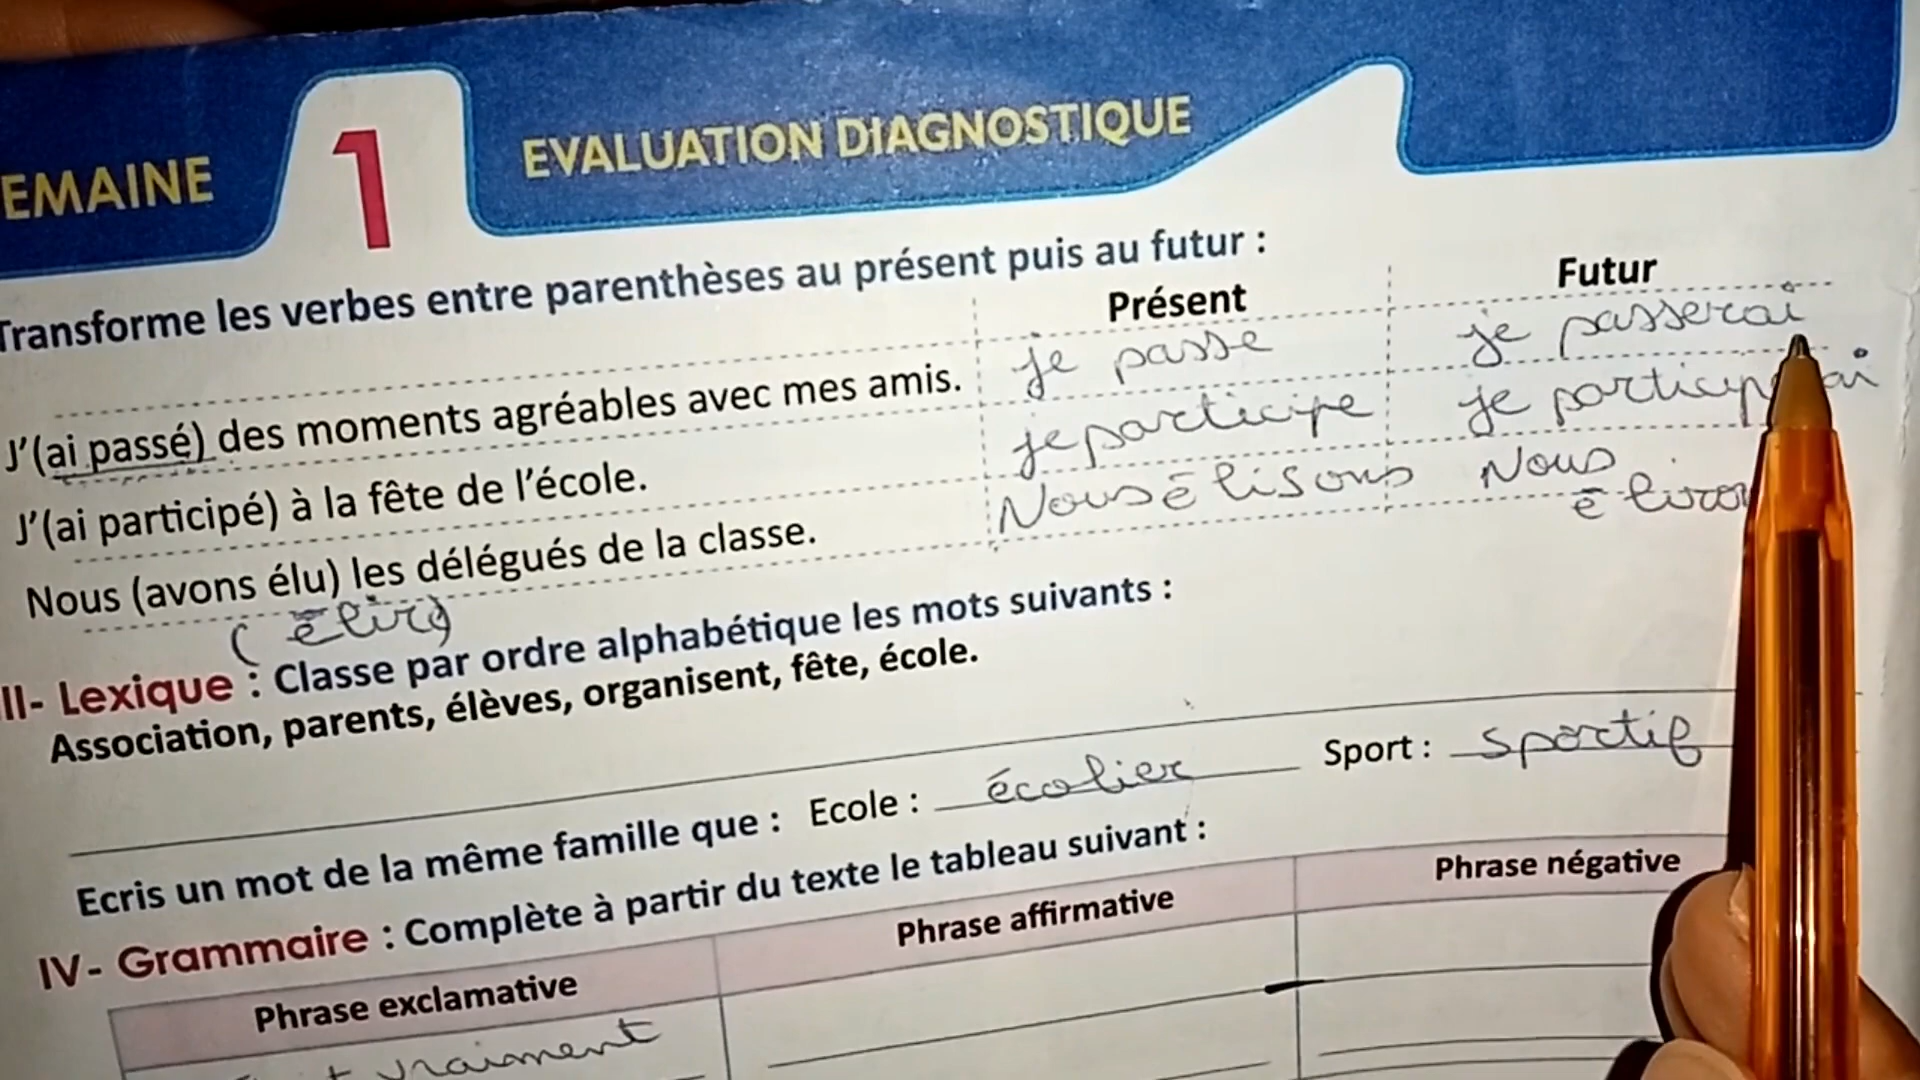 EMAINE 1 EVALUATION DIAGNOSTIQUE
Transforme les verbes entre parenthèses au présent puis au futur :
Présent Futur
J'(ai passé) des moments agréables avec mes amis. je passe je passerai
J'(ai participé) à la fête de l'école. je participe je
Nous (avons élu) les délégués de la classe. Nous élisons Nous
(élire)
II- Lexique : Classe par ordre alphabétique les mots suivants :
Association, parents, élèves, organisent, fête, école.
Ecris un mot de la même famille que : Ecole : écolier Sport : sportif
IV- Grammaire : Complète à partir du texte le tableau suivant :
Phrase exclamative Phrase affirmative Phrase négative
vraiment